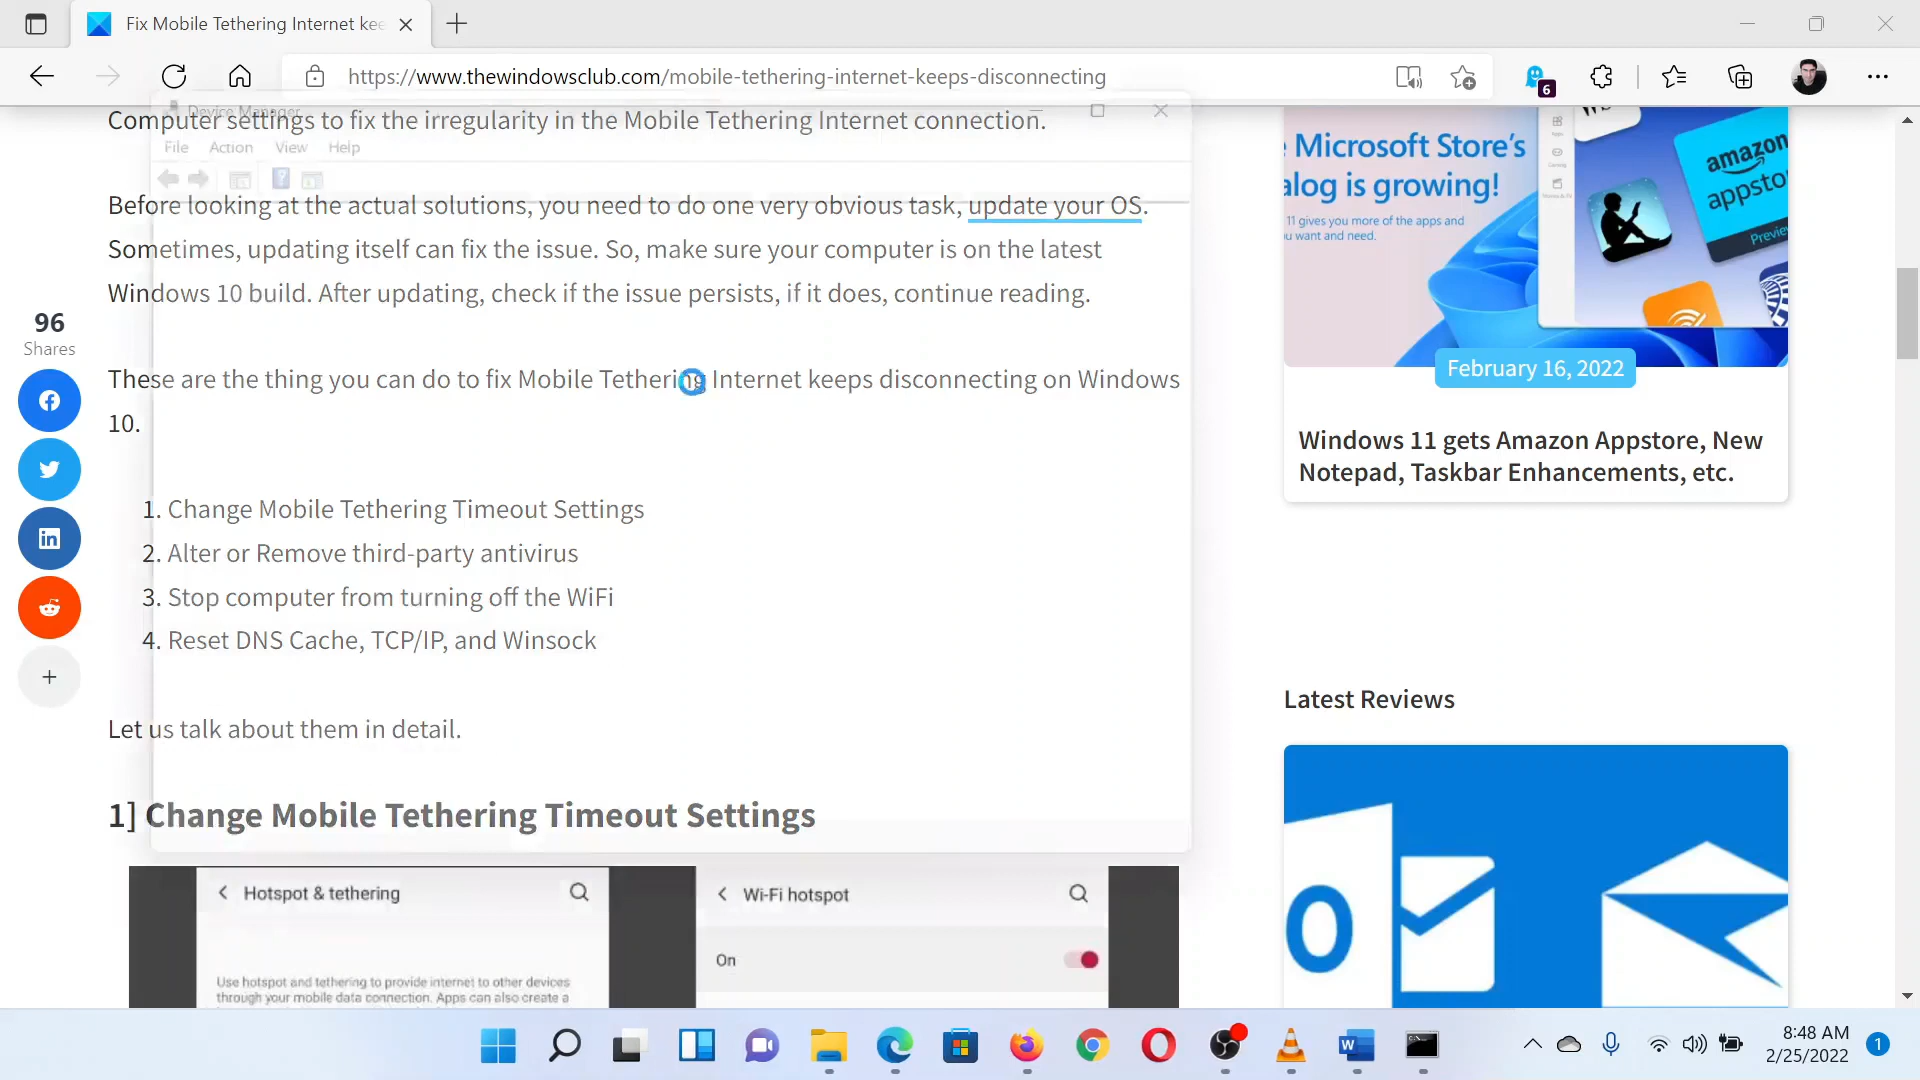 Fix Mobile Tethering Internet kee
https://www.thewindowsclub.com/mobile-tethering-internet-keeps-disconnecting
6
Device Manager
File Action View Help
Computer settings to fix the irregularity in the Mobile Tethering Internet connection.
Before looking at the actual solutions, you need to do one very obvious task, update your OS.
Sometimes, updating itself can fix the issue. So, make sure your computer is on the latest
Windows 10 build. After updating, check if the issue persists, if it does, continue reading.
96
Shares
These are the thing you can do to fix Mobile Tethering Internet keeps disconnecting on Windows
10.
1. Change Mobile Tethering Timeout Settings
2. Alter or Remove third-party antivirus
3. Stop computer from turning off the WiFi
4. Reset DNS Cache, TCP/IP, and Winsock
Let us talk about them in detail.
1] Change Mobile Tethering Timeout Settings
Hotspot & tethering
Use hotspot and tethering to provide internet to other devices
through your mobile data connection. Apps can also create a
Wi-Fi hotspot
On
Microsoft Store's
alog is growing!
11 gives you more of the apps and
u want and need.
amazon
appsto
Preview
February 16, 2022
Windows 11 gets Amazon Appstore, New
Notepad, Taskbar Enhancements, etc.
Latest Reviews
8:48 AM
2/25/2022
1